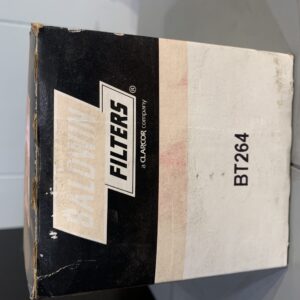 BALDWIN
FILTERS®
a CLARCOR company
BT264